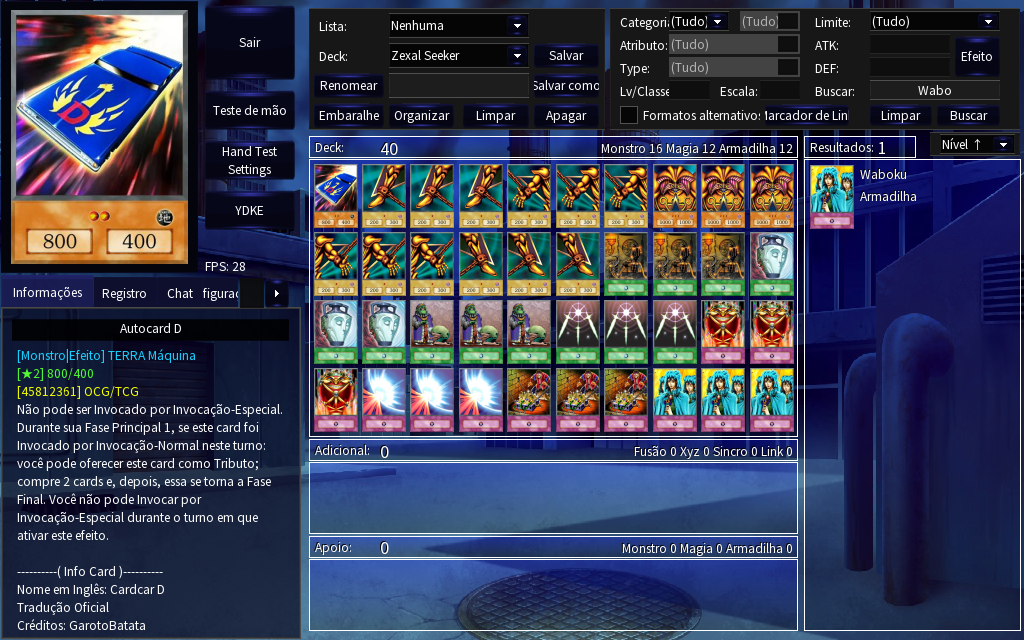 Sair
Teste de mão
Hand Test
Settings
YDKE
FPS: 28
800
400
Lista:
Nenhuma
Deck:
Zexal Seeker
Salvar
Renomear
Salvar como
Embaralhe
Organizar
Limpar
Apagar
Categori:
(Tudo)
(Tudo)
Limite:
(Tudo)
Atributo:
(Tudo)
ATK:
Type:
(Tudo)
DEF:
Efeito
Lv/Classe
Escala:
Buscar:
Wabo
Formatos alternativo:
Marcador de Lin
Limpar
Buscar
Deck:
40
Monstro 16 Magia 12 Armadilha 12
Resultados: 1
Nível ↑
Waboku
Armadilha
Informações
Registro
Chat
figuraç
Autocard D
[Monstro|Efeito] TERRA Máquina
[★2] 800/400
[45812361] OCG/TCG
Não pode ser Invocado por Invocação-Especial.
Durante sua Fase Principal 1, se este card foi
Invocado por Invocação-Normal neste turno:
você pode oferecer este card como Tributo;
compre 2 cards e, depois, essa se torna a Fase
Final. Você não pode Invocar por
Invocação-Especial durante o turno em que
ativar este efeito.
----------( Info Card )----------
Nome em Inglês: Cardcar D
Tradução Oficial
Créditos: GarotoBatata
Adicional:
0
Fusão 0 Xyz 0 Sincro 0 Link 0
Apoio:
0
Monstro 0 Magia 0 Armadilha 0